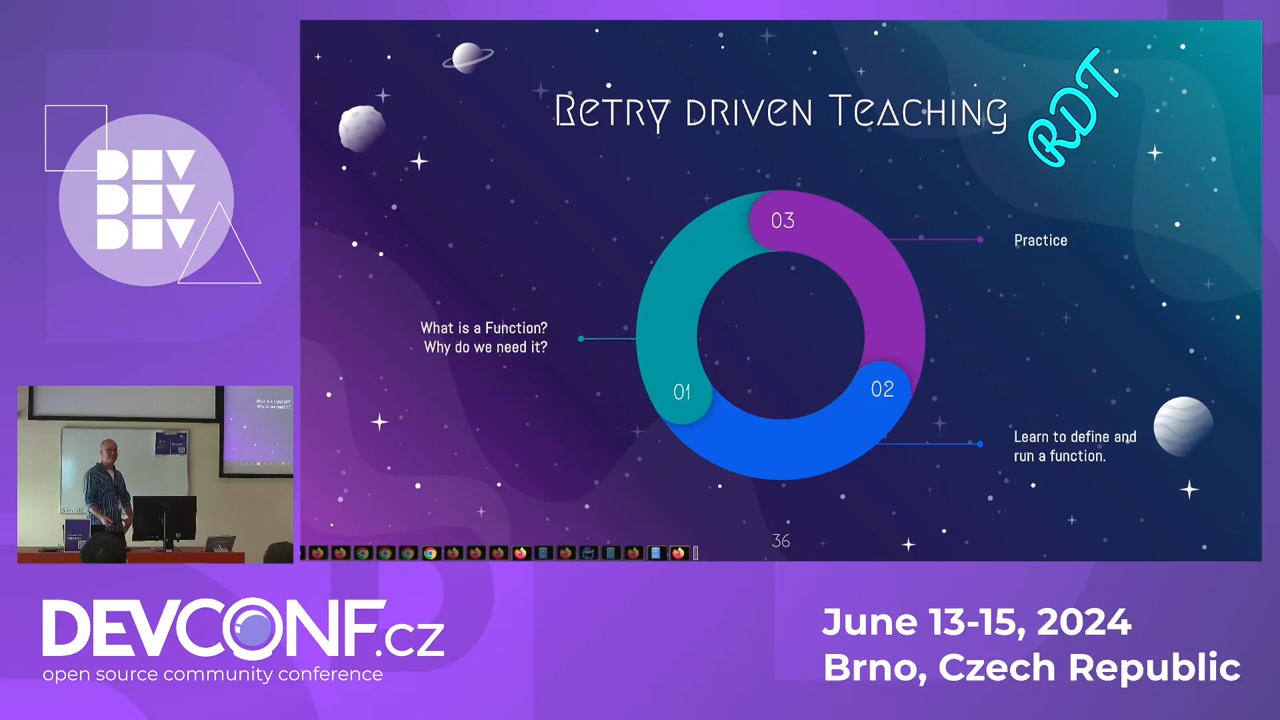 DEV
DEV
DEV
Retry driven Teaching
RDT
03
Practice
What is a Function?
Why do we need it?
01
02
Learn to define and
run a function.
36
DEVCONF.cz
open source community conference
June 13-15, 2024
Brno, Czech Republic